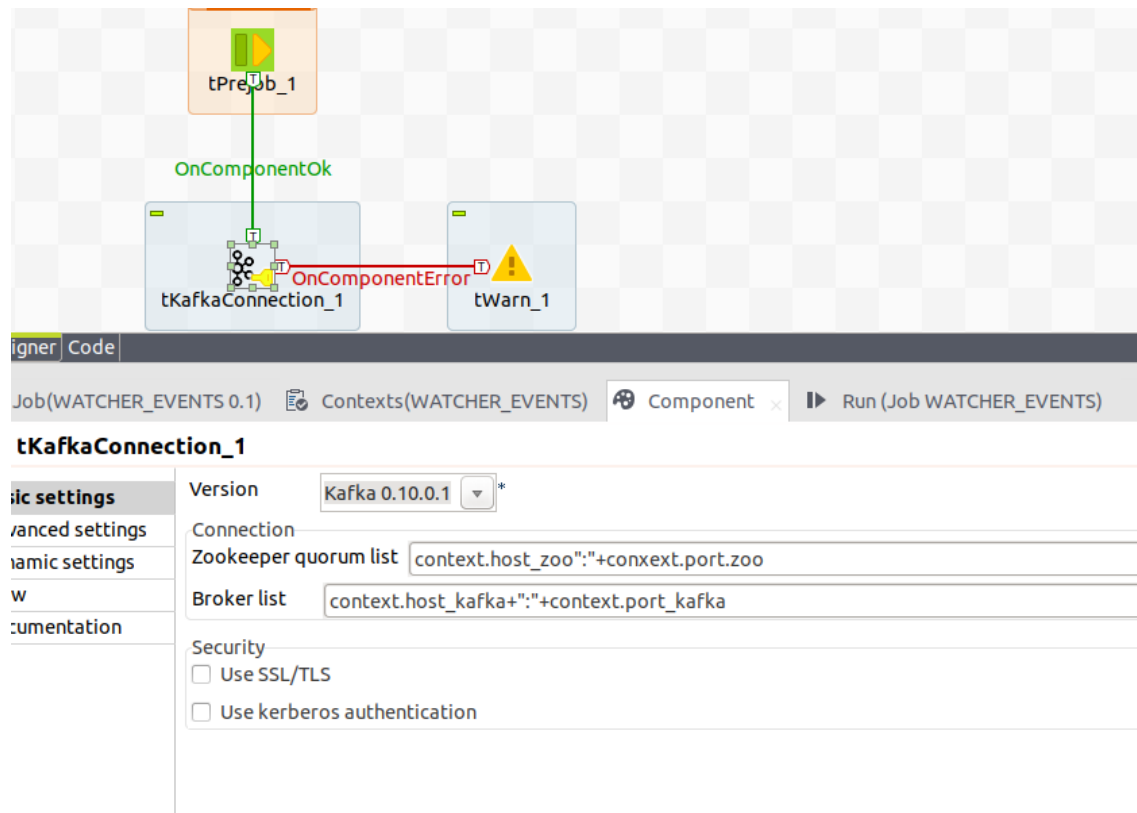 tPrejob_1
OnComponentOk
T
T
T
T
OnComponentError
tKafkaConnection_1
tWarn_1
igner Code
Job(WATCHER_EVENTS 0.1) Contexts(WATCHER_EVENTS) Component Run (Job WATCHER_EVENTS)
tKafkaConnection_1
sic settings
Version Kafka 0.10.0.1 *
vanced settings
Connection
Zookeeper quorum list context.host_zoo":"+conxext.port.zoo
namic settings
w
Broker list context.host_kafka+":"+context.port_kafka
cumentation
Security
Use SSL/TLS
Use kerberos authentication